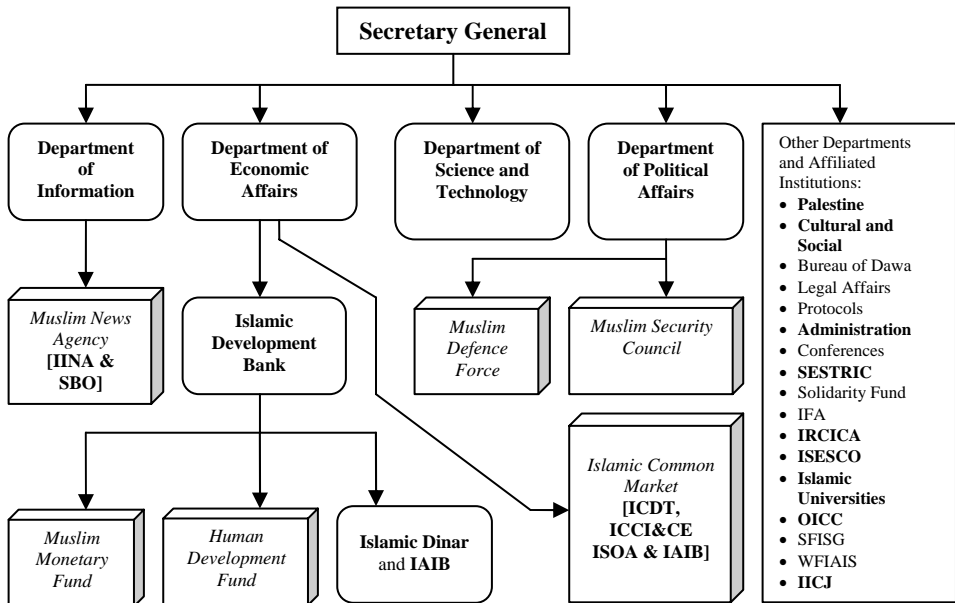 Secretary General
Department
of
Information
Department of
Economic
Affairs
Department of
Science and
Technology
Department
of Political
Affairs
Other Departments
and Affiliated
Institutions:
• Palestine
• Cultural and
Social
• Bureau of Dawa
• Legal Affairs
• Protocols
• Administration
• Conferences
• SESTRIC
• Solidarity Fund
• IFA
• IRCICA
• ISESCO
• Islamic
Universities
• OICC
• SFISG
• WFIAIS
• IICJ
Muslim News
Agency
[IINA &
SBO]
Islamic
Development
Bank
Muslim
Defence
Force
Muslim Security
Council
Islamic Common
Market
[ICDT,
ICCI&CE
ISOA & IAIB]
Muslim
Monetary
Fund
Human
Development
Fund
Islamic Dinar
and IAIB